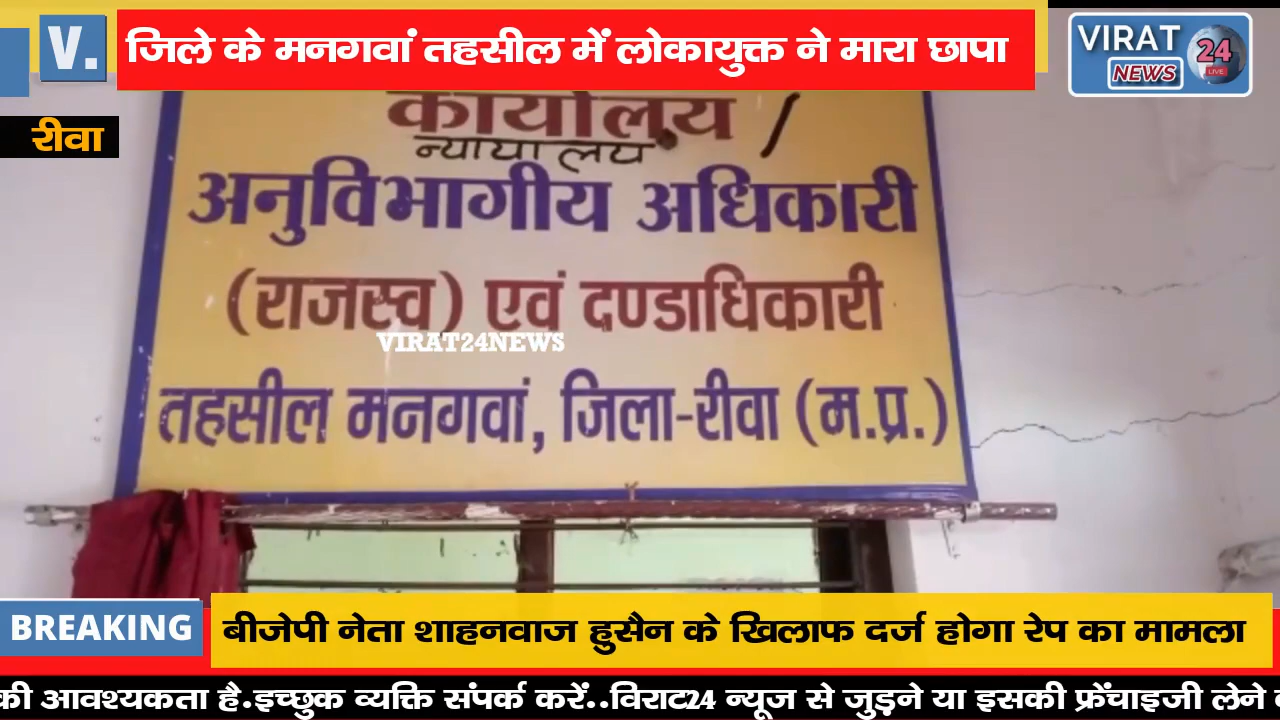 V. जिले के मनगवां तहसील में लोकायुक्त ने मारा छापा
VIRAT
24
LIVE
NEWS
रीवा
कार्यालय /
न्यायालय
अनुविभागीय अधिकारी
(राजस्व) एवं दण्डाधिकारी
VIRAT24NEWS
तहसील मनगवां, जिला-रीवा (म.प्र.)
BREAKING बीजेपी नेता शाहनवाज हुसैन के खिलाफ दर्ज होगा रेप का मामला
की आवश्यकता है.इच्छुक व्यक्ति संपर्क करें..विराट24 न्यूज से जुड़ने या इसकी फ्रेंचाइजी लेने